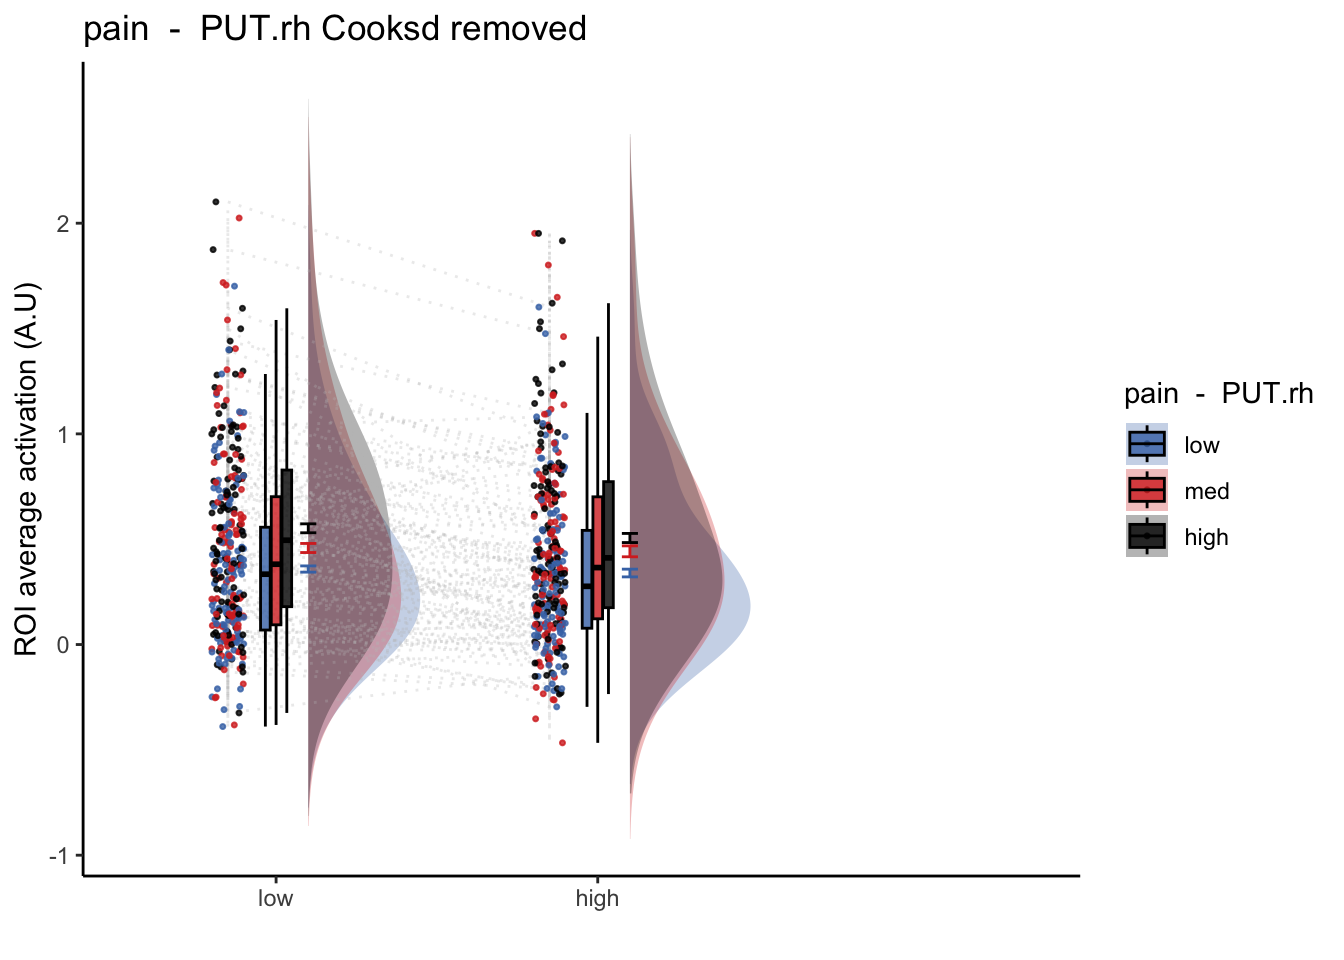 pain - PUT.rh Cooksd removed
ROI average activation (A.U)
2
1
0
-1
low
high
pain - PUT.rh
low
med
high